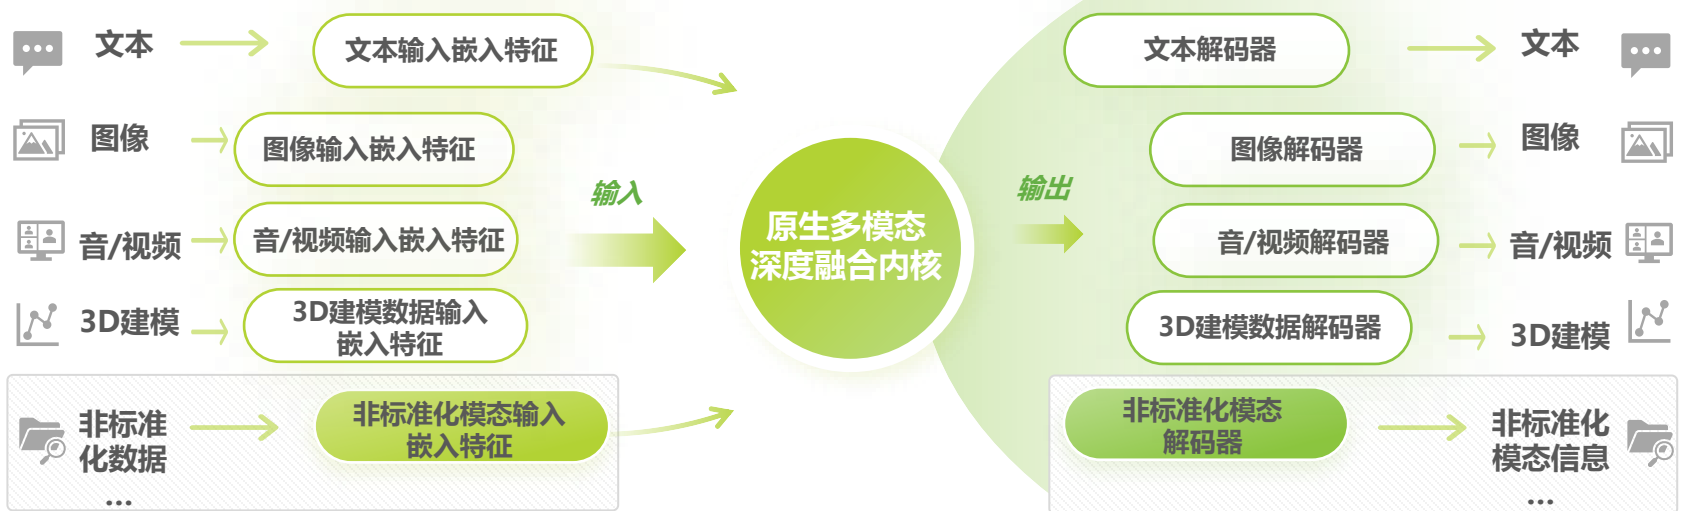 文本
文本输入嵌入特征
图像
图像输入嵌入特征
音/视频
音/视频输入嵌入特征
3D建模
3D建模数据输入
嵌入特征
非标准
化数据
非标准化模态输入
嵌入特征
...
输入
原生多模态
深度融合内核
输出
文本解码器
文本
图像解码器
图像
音/视频解码器
音/视频
3D建模数据解码器
3D建模
非标准化模态
解码器
非标准化
模态信息
...